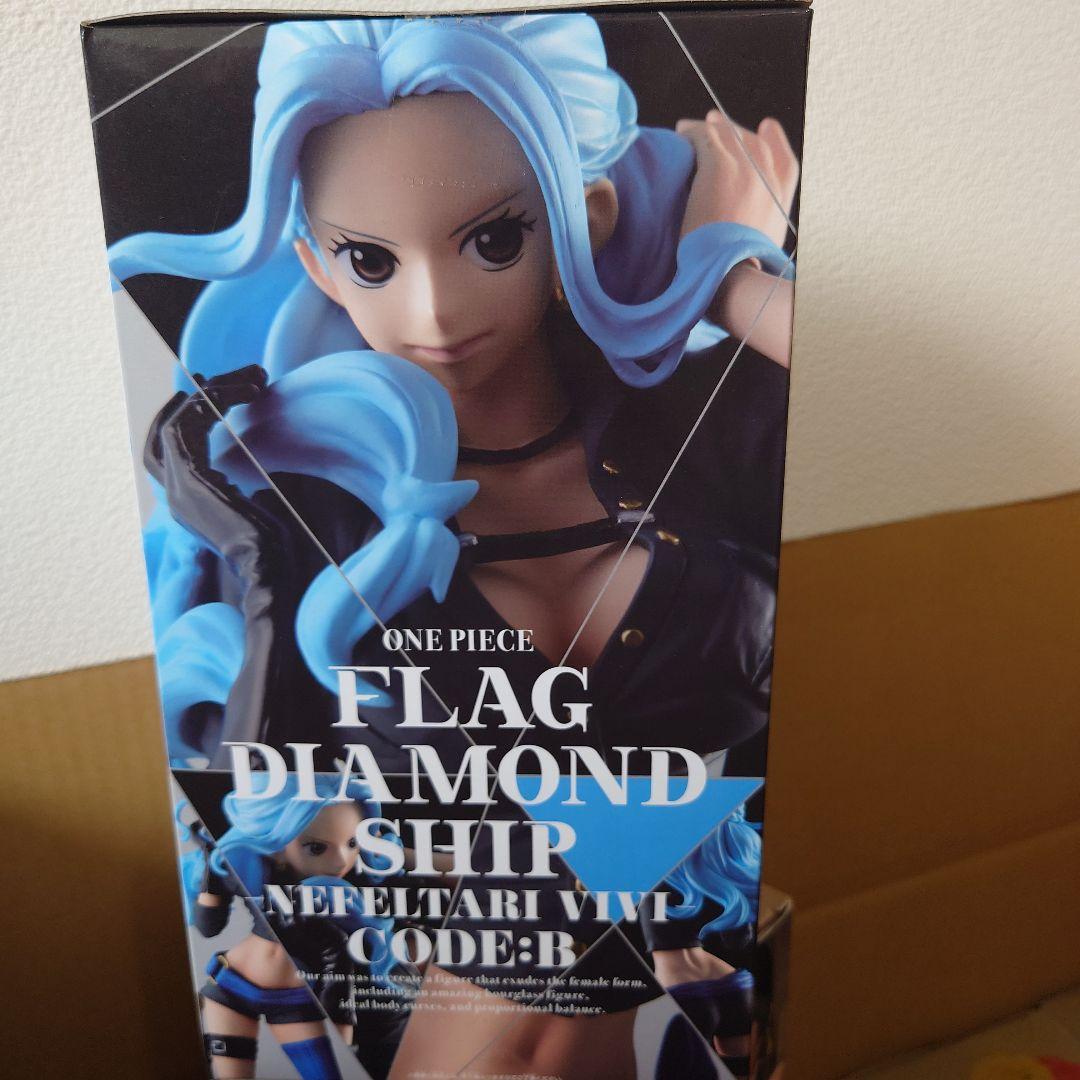 ONE PIECE
FLAG
DIAMOND
SHIP
-NEFELTARI VIVI-
CODE:B
Our aim was to create a figure that exudes the female form,
including an amazing hourglass figure,
ideal body curves, and proportional balance.